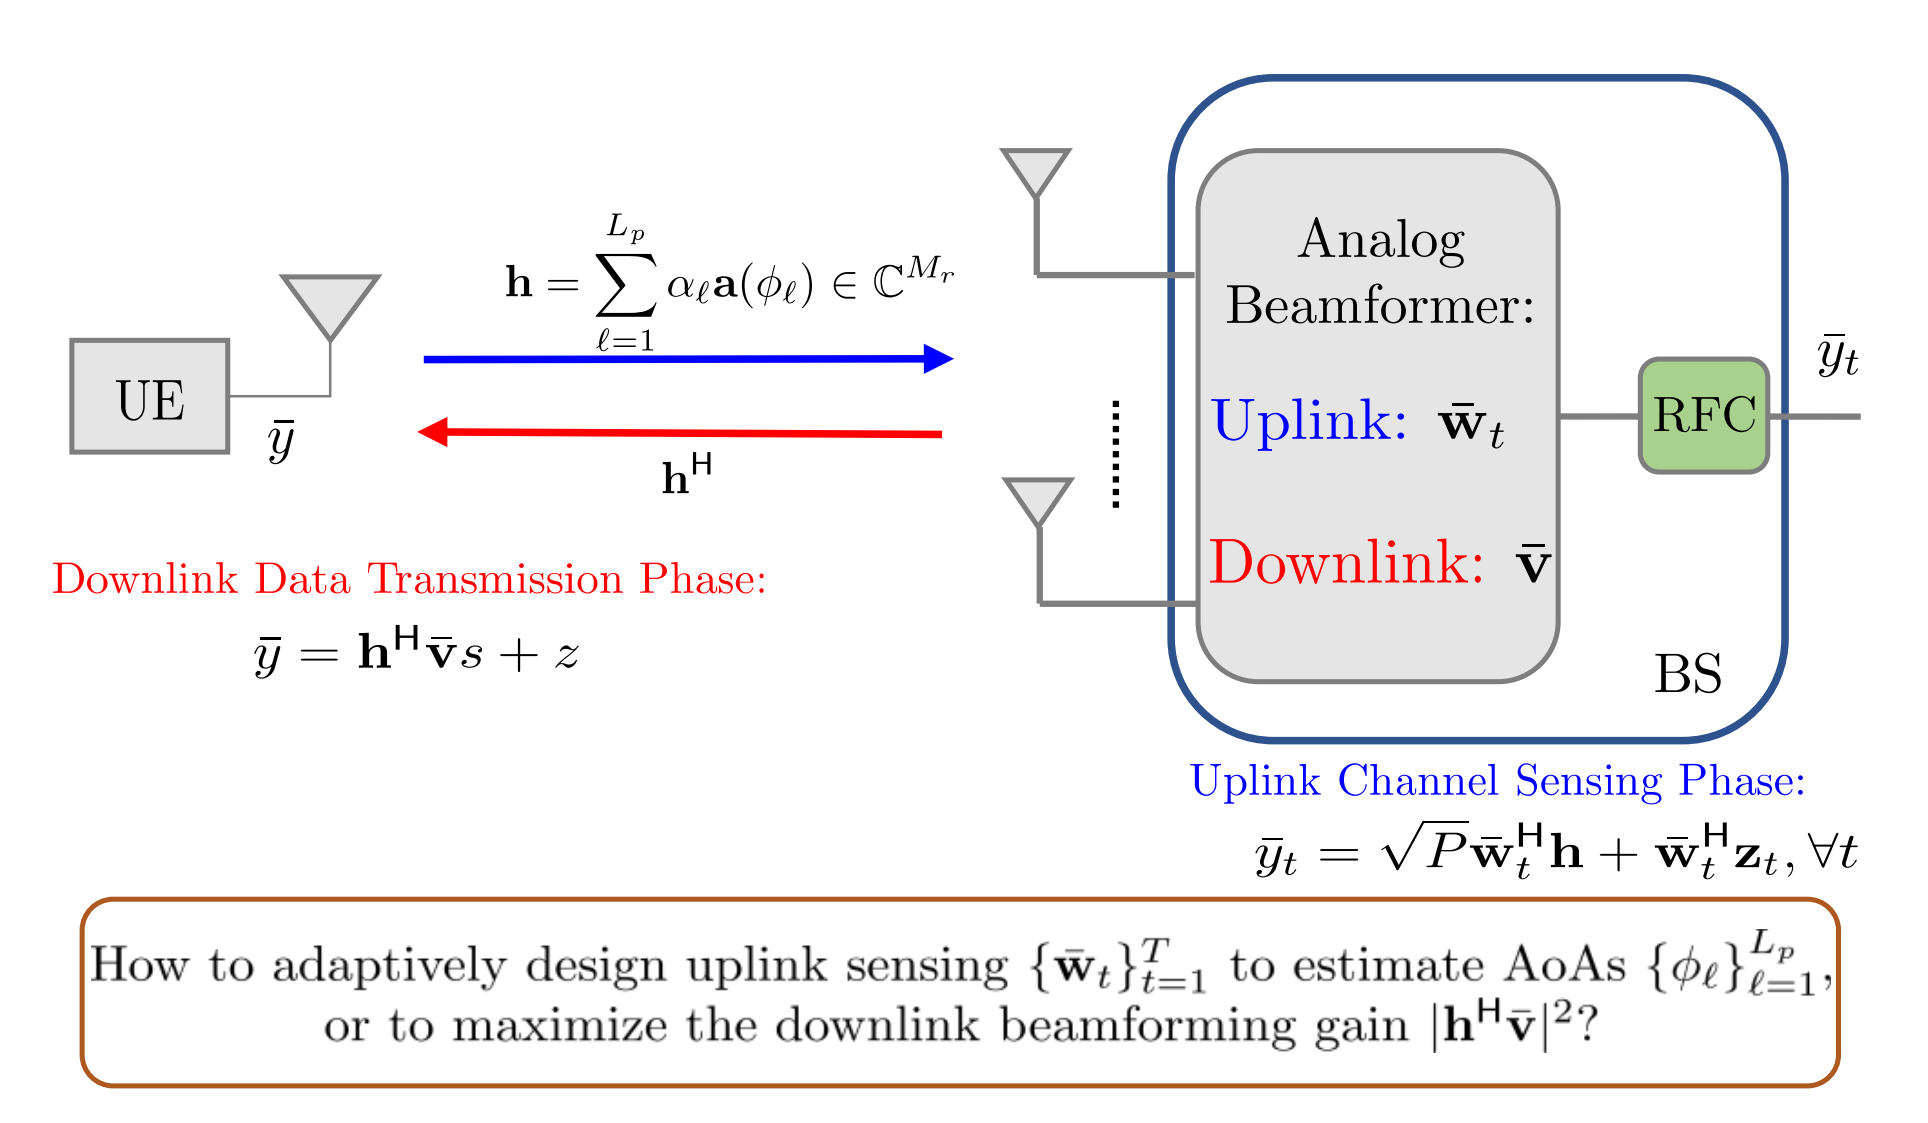 h = ∑_{ℓ=1}^{L_p} α_ℓ a(ϕ_ℓ) ∈ ℂ^{M_r}
UE
ȳ
h^H
Analog
Beamformer:
Uplink: w̄_t
Downlink: v̄
RFC
ȳ_t
BS
Downlink Data Transmission Phase:
ȳ = h^H v̄ s + z
Uplink Channel Sensing Phase:
ȳ_t = √P w̄_t^H h + w̄_t^H z_t, ∀t
How to adaptively design uplink sensing {w̄_t}_{t=1}^T to estimate AoAs {ϕ_ℓ}_{ℓ=1}^{L_p},
or to maximize the downlink beamforming gain |h^H v̄|²?